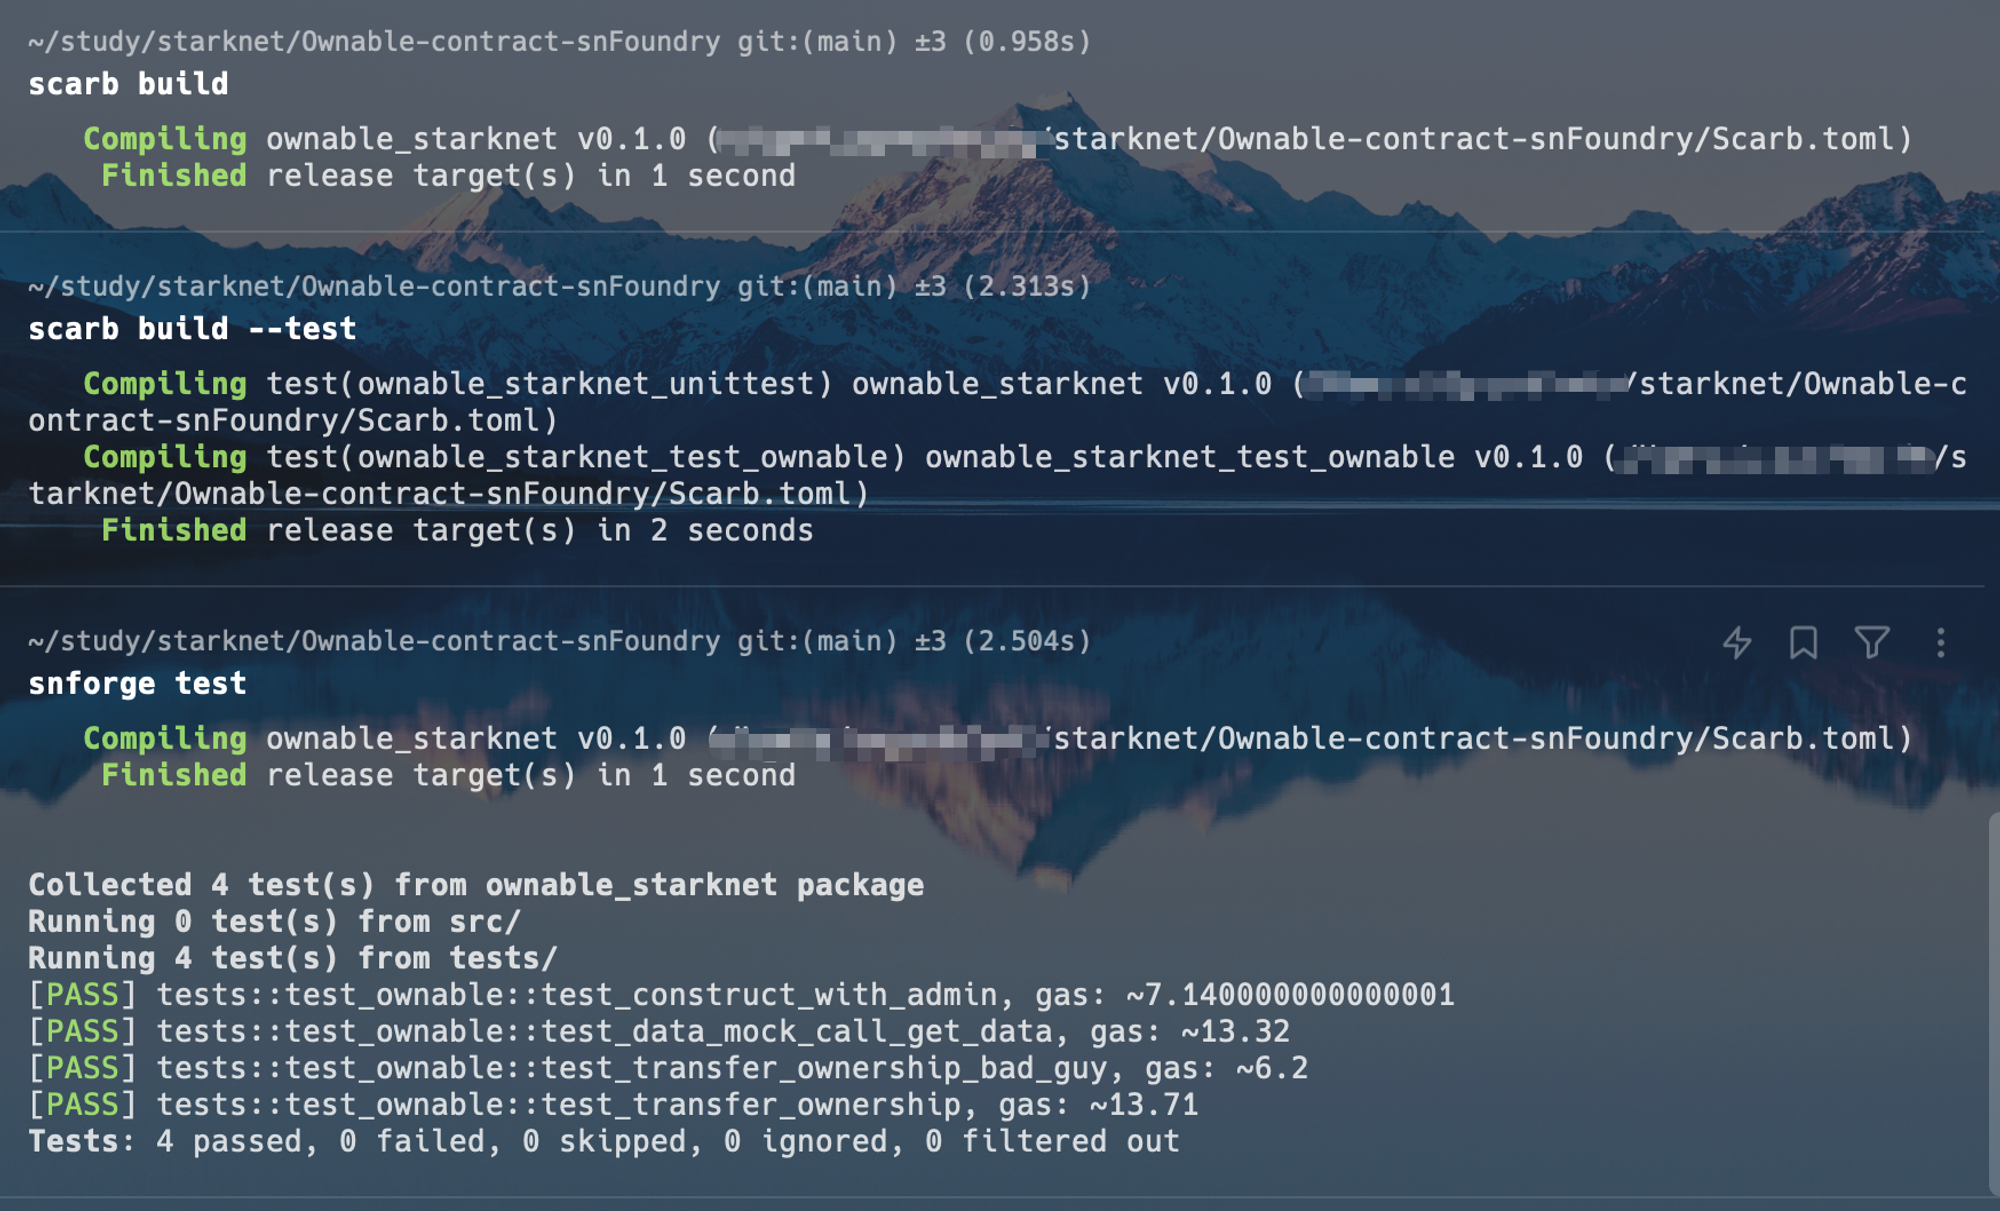 ~/study/starknet/Ownable-contract-snFoundry git:(main) ±3 (0.958s)
scarb build
Compiling ownable_starknet v0.1.0 (starknet/Ownable-contract-snFoundry/Scarb.toml)
Finished release target(s) in 1 second
~/study/starknet/Ownable-contract-snFoundry git:(main) ±3 (2.313s)
scarb build --test
Compiling test(ownable_starknet_unittest) ownable_starknet v0.1.0 (/starknet/Ownable-c
ontract-snFoundry/Scarb.toml)
Compiling test(ownable_starknet_test_ownable) ownable_starknet_test_ownable v0.1.0 (/s
tarknet/Ownable-contract-snFoundry/Scarb.toml)
Finished release target(s) in 2 seconds
~/study/starknet/Ownable-contract-snFoundry git:(main) ±3 (2.504s)
snforge test
Compiling ownable_starknet v0.1.0 (starknet/Ownable-contract-snFoundry/Scarb.toml)
Finished release target(s) in 1 second
Collected 4 test(s) from ownable_starknet package
Running 0 test(s) from src/
Running 4 test(s) from tests/
[PASS] tests::test_ownable::test_construct_with_admin, gas: ~7.140000000000001
[PASS] tests::test_ownable::test_data_mock_call_get_data, gas: ~13.32
[PASS] tests::test_ownable::test_transfer_ownership_bad_guy, gas: ~6.2
[PASS] tests::test_ownable::test_transfer_ownership, gas: ~13.71
Tests: 4 passed, 0 failed, 0 skipped, 0 ignored, 0 filtered out